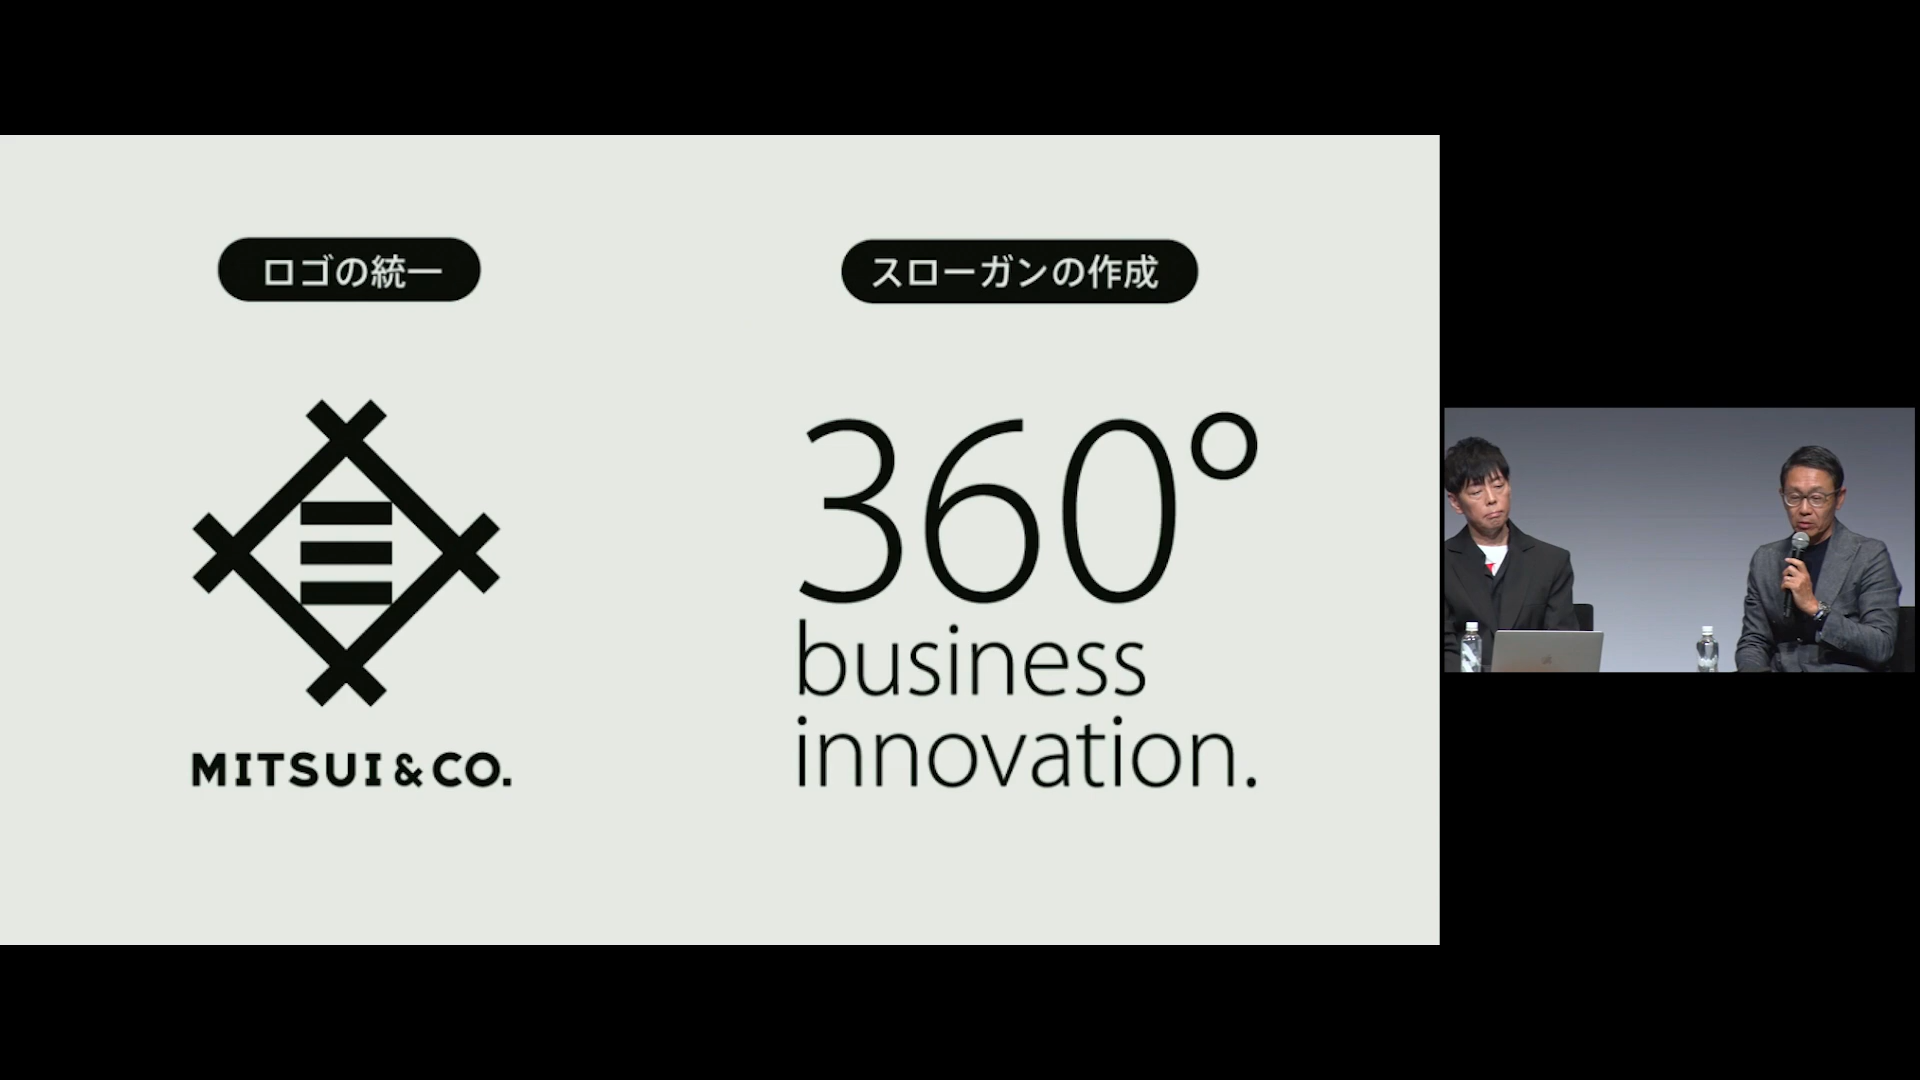 ロゴの統一
スローガンの作成
MITSUI & CO.
360°
business
innovation.